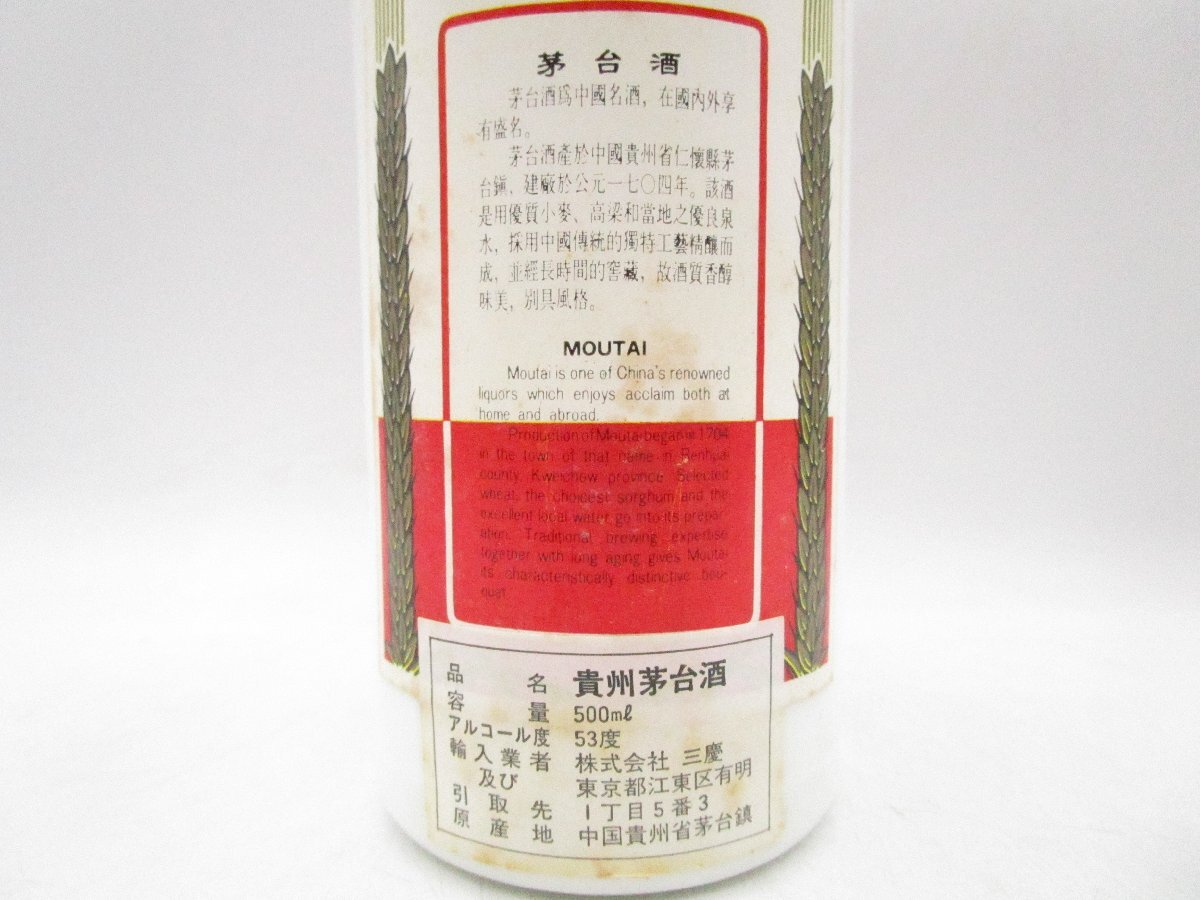 茅台酒
茅台酒爲中國名酒，在國內外享
有盛名。
茅台酒產於中國貴州省仁懷縣茅
台鎭，建廠於公元一七〇四年。該酒
是用優質小麥、高梁和當地之優良泉
水，採用中國傳統的獨特工藝精釀而
成，並經長時間的窖藏，故酒質香醇
味美，別具風格。
MOUTAI
Moutai is one of China's renowned
liquors which enjoys acclaim both at
home and abroad.
Production of Moutai began in 1704
in the town of that name in Renhuai
county, Kweichow province. Selected
wheat, the choicest sorghum and the
excellent local water go into its prepar-
ation. Traditional brewing expertise
together with long aging gives Moutai
its characteristically distinctive bou-
quet.
品名 貴州茅台酒
容量 500ml
アルコール度 53度
輸入業者 株式会社 三慶
及び 東京都江東区有明
引取先 1丁目5番3
原産地 中国貴州省茅台鎮